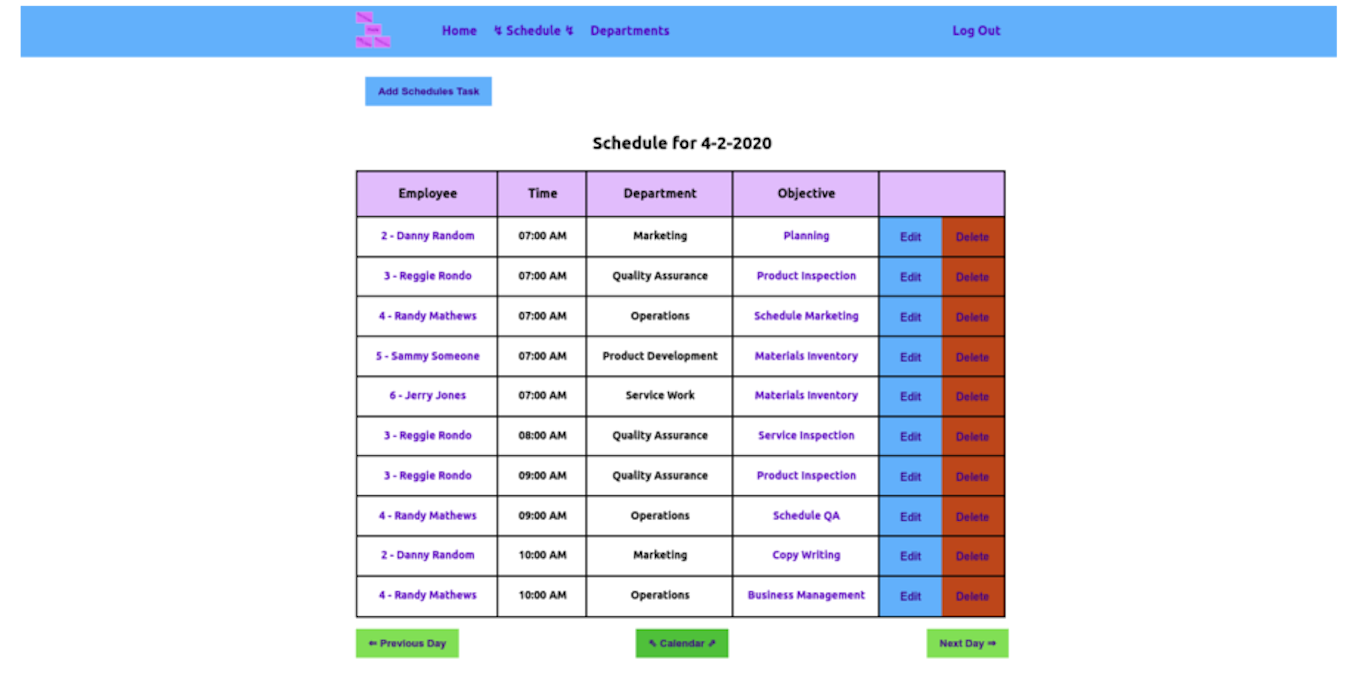 Home ↯ Schedule ↯ Departments Log Out
Add Schedules Task
Schedule for 4-2-2020
Employee Time Department Objective
2 - Danny Random 07:00 AM Marketing Planning Edit Delete
3 - Reggie Rondo 07:00 AM Quality Assurance Product Inspection Edit Delete
4 - Randy Mathews 07:00 AM Operations Schedule Marketing Edit Delete
5 - Sammy Someone 07:00 AM Product Development Materials Inventory Edit Delete
6 - Jerry Jones 07:00 AM Service Work Materials Inventory Edit Delete
3 - Reggie Rondo 08:00 AM Quality Assurance Service Inspection Edit Delete
3 - Reggie Rondo 09:00 AM Quality Assurance Product Inspection Edit Delete
4 - Randy Mathews 09:00 AM Operations Schedule QA Edit Delete
2 - Danny Random 10:00 AM Marketing Copy Writing Edit Delete
4 - Randy Mathews 10:00 AM Operations Business Management Edit Delete
⇐ Previous Day ⇖ Calendar ⇗ Next Day ⇒